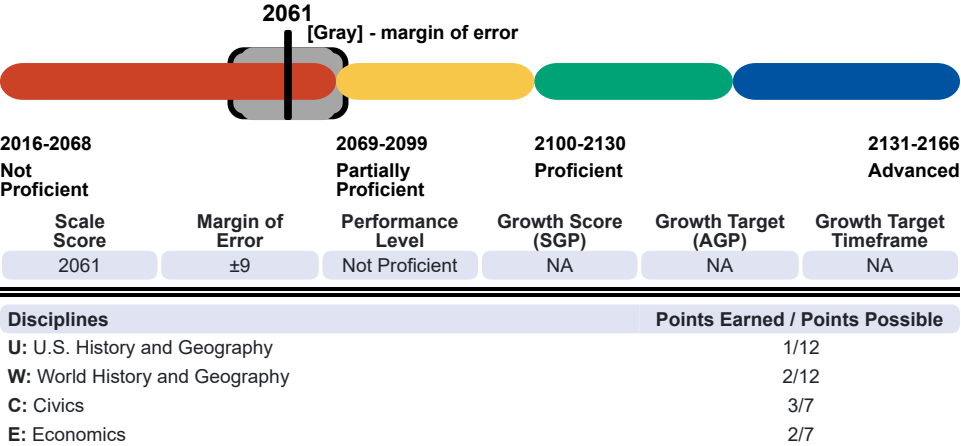 2061
[Gray] - margin of error
2016-2068 2069-2099 2100-2130 2131-2166
Not Partially Proficient Advanced
Proficient Proficient
Scale Margin of Performance Growth Score Growth Target Growth Target
Score Error Level (SGP) (AGP) Timeframe
2061 ±9 Not Proficient NA NA NA
Disciplines Points Earned / Points Possible
U: U.S. History and Geography 1/12
W: World History and Geography 2/12
C: Civics 3/7
E: Economics 2/7